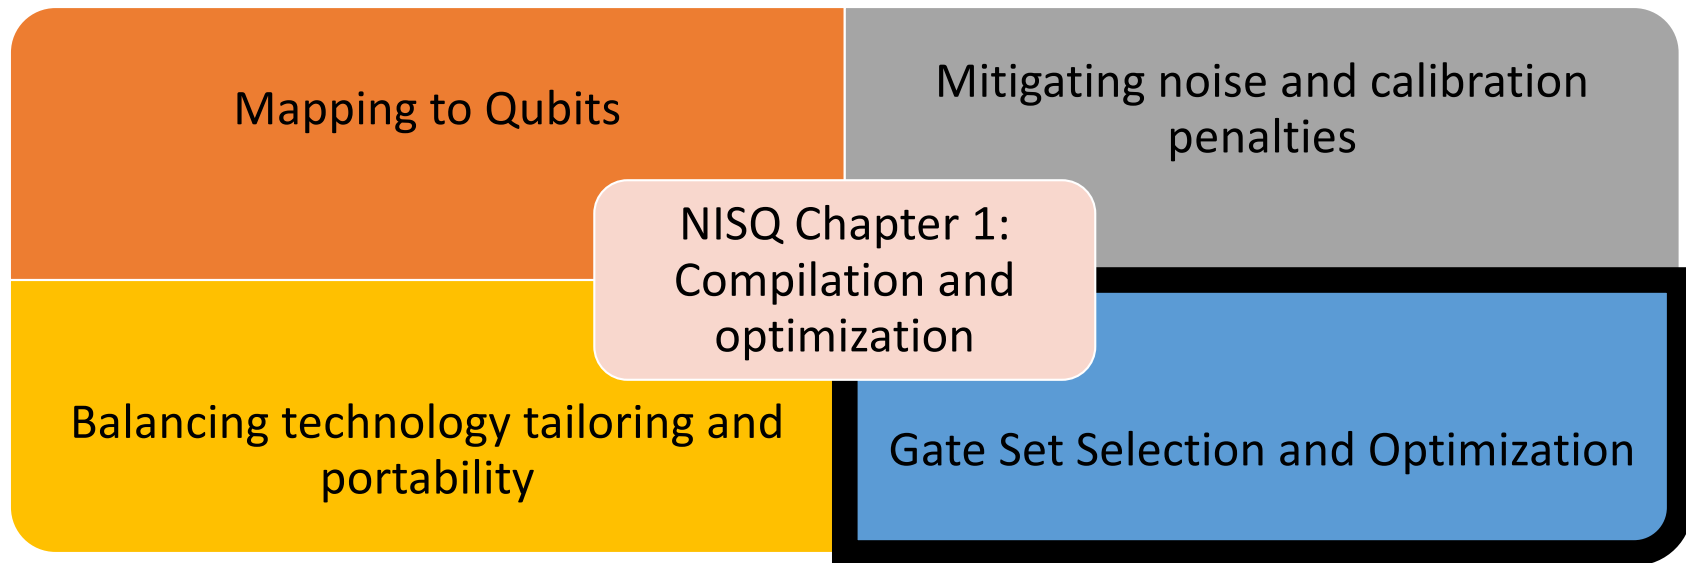 Mapping to Qubits
Mitigating noise and calibration
penalties
NISQ Chapter 1:
Compilation and
optimization
Balancing technology tailoring and
portability
Gate Set Selection and Optimization